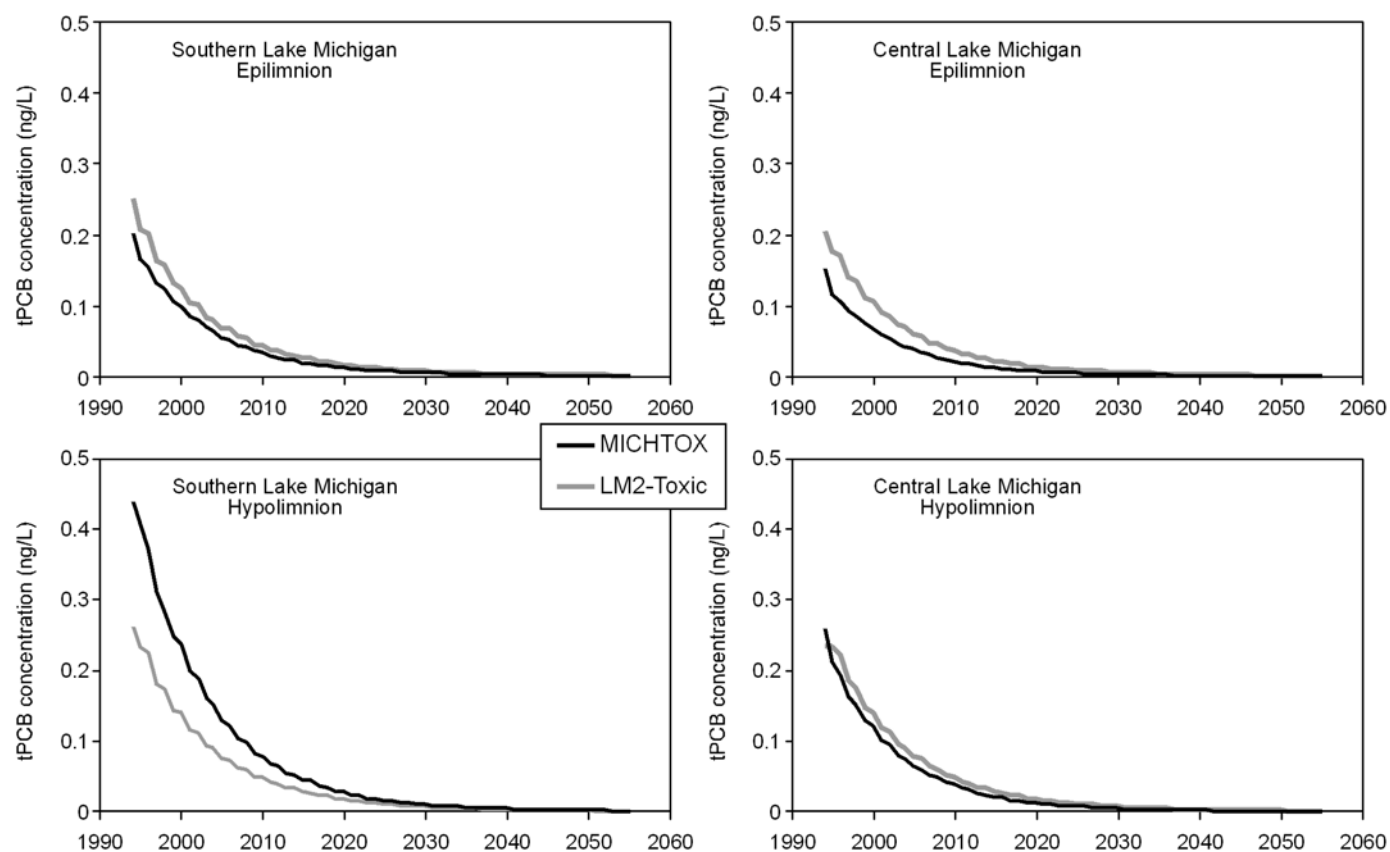 Southern Lake Michigan
Epilimnion
tPCB concentration (ng/L)
0.5
0.4
0.3
0.2
0.1
0
1990 2000 2010 2020 2030 2040 2050 2060
Central Lake Michigan
Epilimnion
tPCB concentration (ng/L)
0.5
0.4
0.3
0.2
0.1
0
1990 2000 2010 2020 2030 2040 2050 2060
MICHTOX
LM2-Toxic
Southern Lake Michigan
Hypolimnion
tPCB concentration (ng/L)
0.5
0.4
0.3
0.2
0.1
0
1990 2000 2010 2020 2030 2040 2050 2060
Central Lake Michigan
Hypolimnion
tPCB concentration (ng/L)
0.5
0.4
0.3
0.2
0.1
0
1990 2000 2010 2020 2030 2040 2050 2060